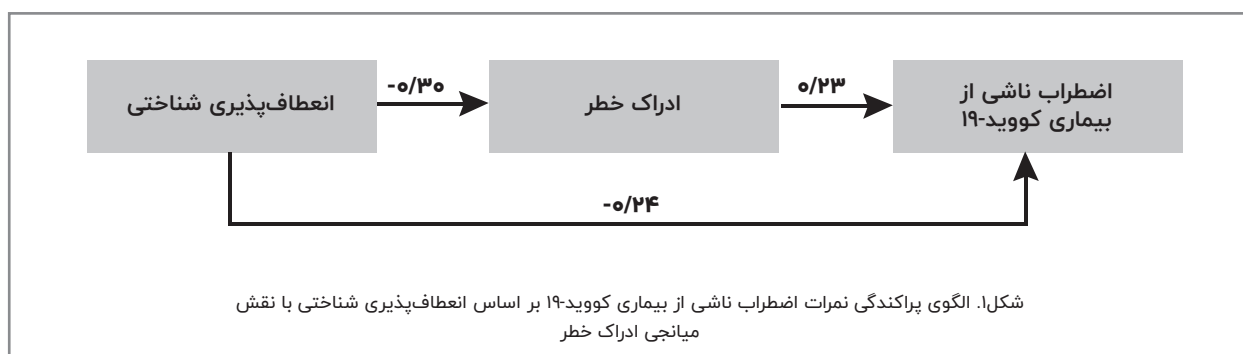 انعطاف‌پذیری شناختی
-۰/۳۰
ادراک خطر
۰/۲۳
اضطراب ناشی از
بیماری کووید-۱۹
-۰/۲۴
شکل۱. الگوی پراکندگی نمرات اضطراب ناشی از بیماری کووید-۱۹ بر اساس انعطاف‌پذیری شناختی با نقش
میانجی ادراک خطر